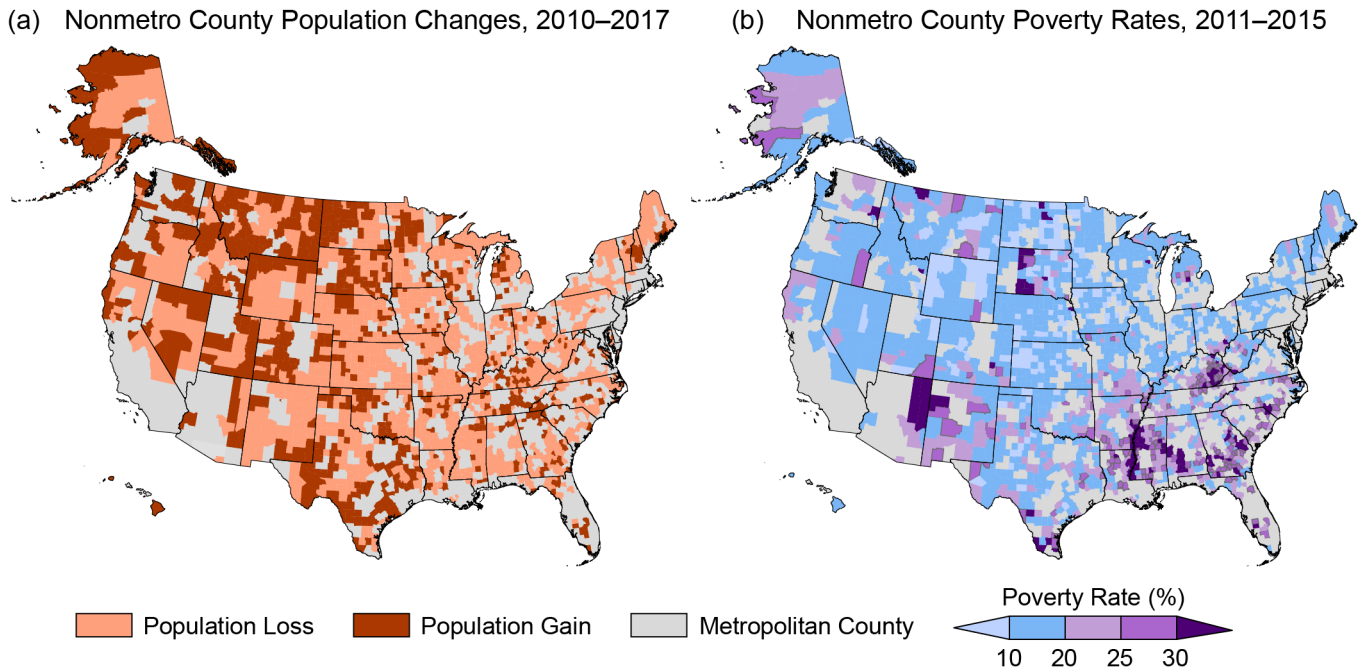 (a) Nonmetro County Population Changes, 2010–2017
(b) Nonmetro County Poverty Rates, 2011–2015
Population Loss
Population Gain
Metropolitan County
Poverty Rate (%)
10 20 25 30